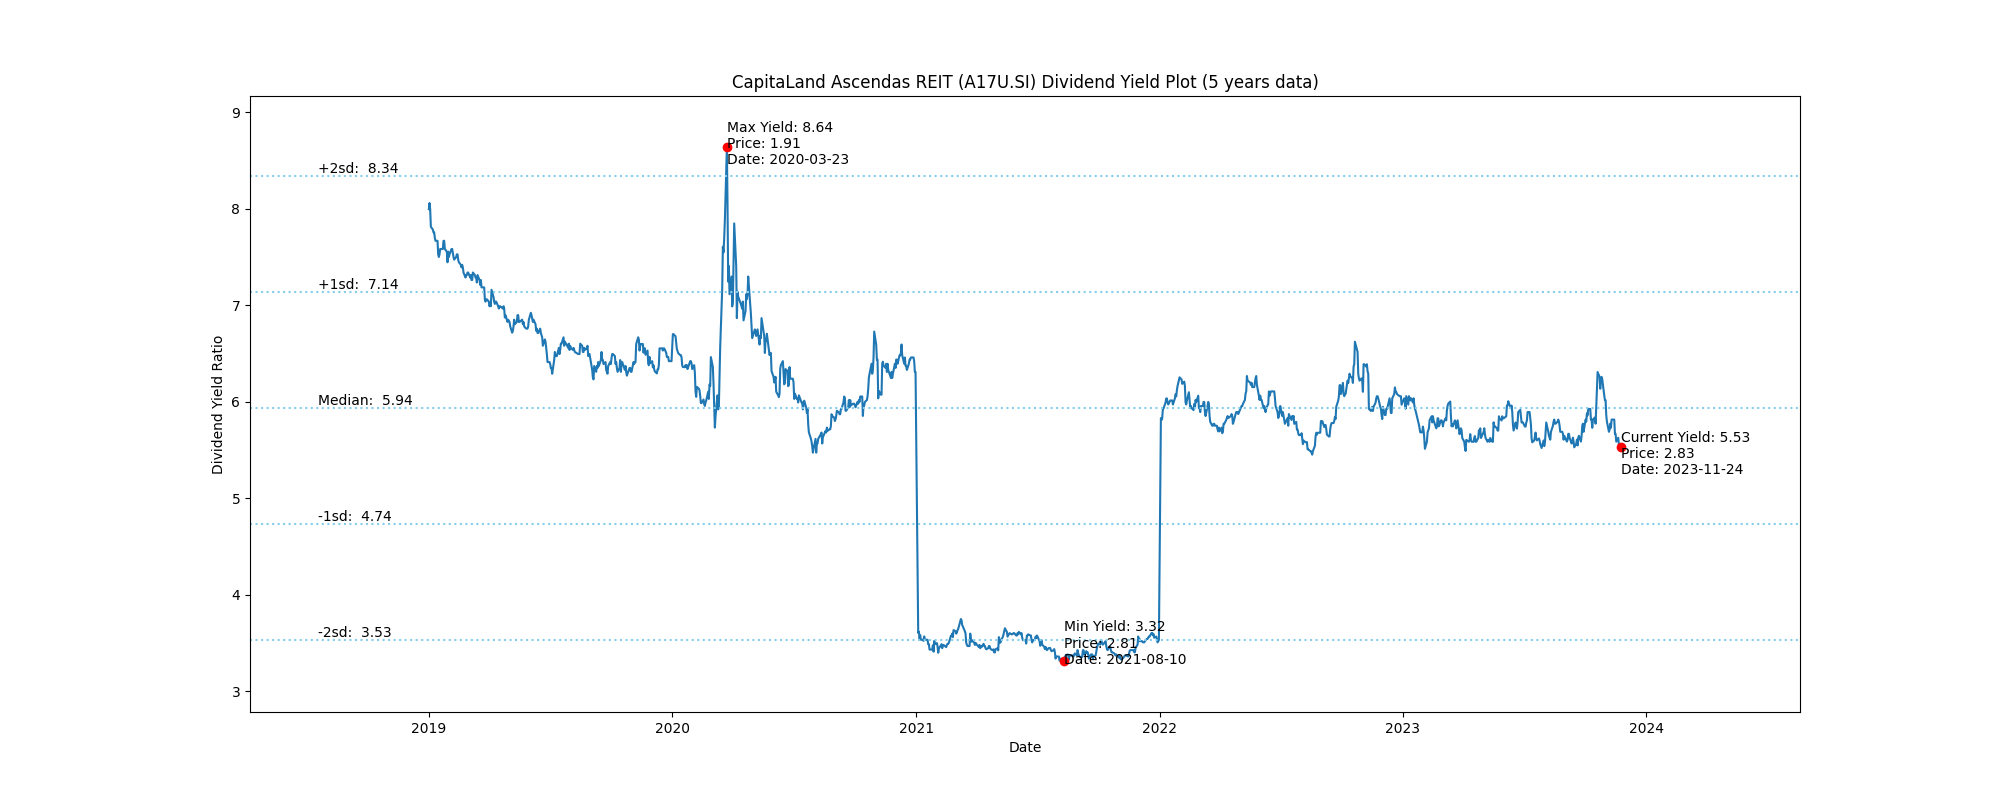 CapitaLand Ascendas REIT (A17U.SI) Dividend Yield Plot (5 years data)
9
8
7
6
5
4
3
Dividend Yield Ratio
+2sd:  8.34
+1sd:  7.14
Median:  5.94
-1sd:  4.74
-2sd:  3.53
Max Yield: 8.64
Price: 1.91
Date: 2020-03-23
Current Yield: 5.53
Price: 2.83
Date: 2023-11-24
Min Yield: 3.32
Price: 2.81
Date: 2021-08-10
2019
2020
2021
2022
2023
2024
Date